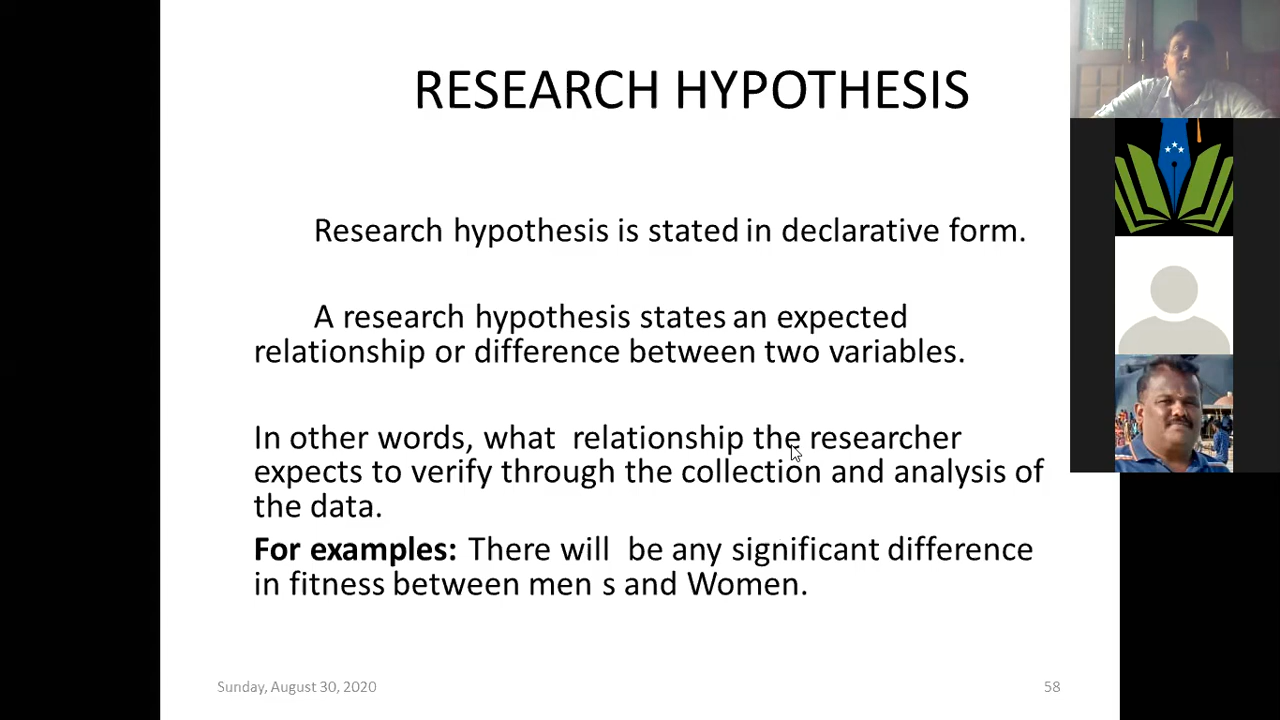 RESEARCH HYPOTHESIS
Research hypothesis is stated in declarative form.
A research hypothesis states an expected
relationship or difference between two variables.
In other words, what  relationship the researcher
expects to verify through the collection and analysis of
the data.
For examples: There will  be any significant difference
in fitness between men s and Women.
Sunday, August 30, 2020
58